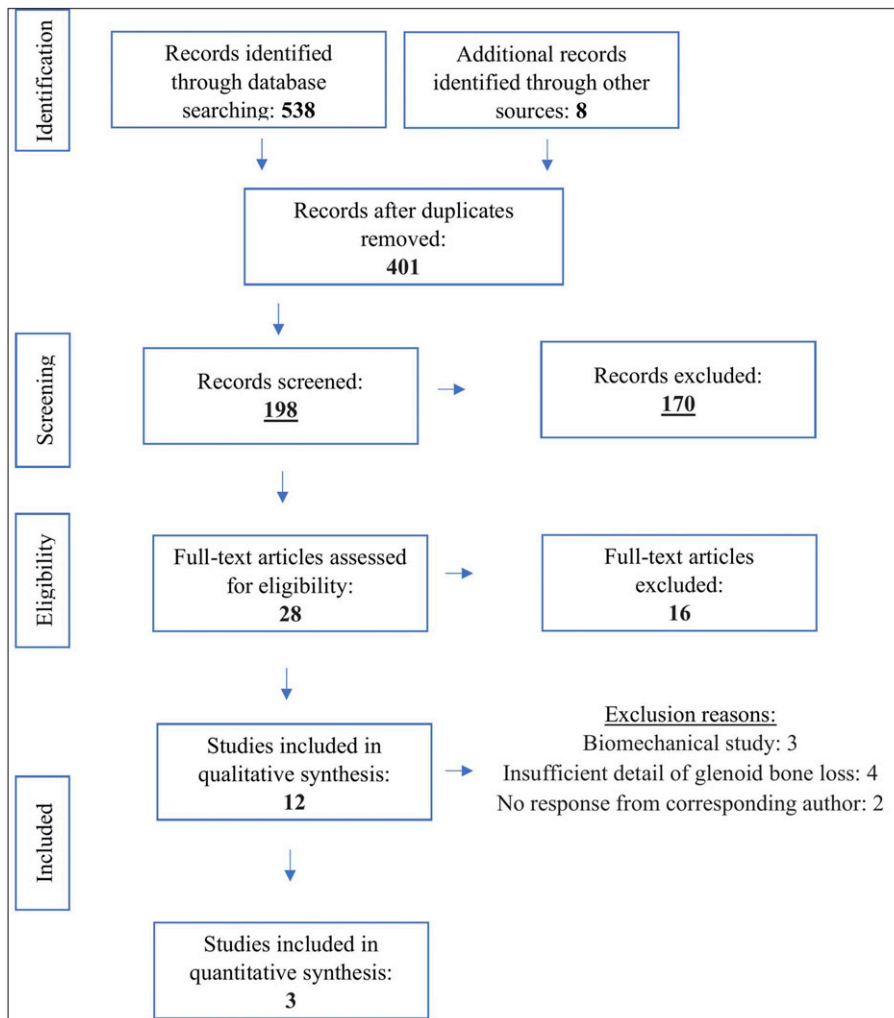 Identification
Records identified
through database
searching: 538
Additional records
identified through other
sources: 8
Records after duplicates
removed:
401
Screening
Records screened:
198
Records excluded:
170
Eligibility
Full-text articles assessed
for eligibility:
28
Full-text articles
excluded:
16
Included
Studies included in
qualitative synthesis:
12
Exclusion reasons:
Biomechanical study: 3
Insufficient detail of glenoid bone loss: 4
No response from corresponding author: 2
Studies included in
quantitative synthesis:
3